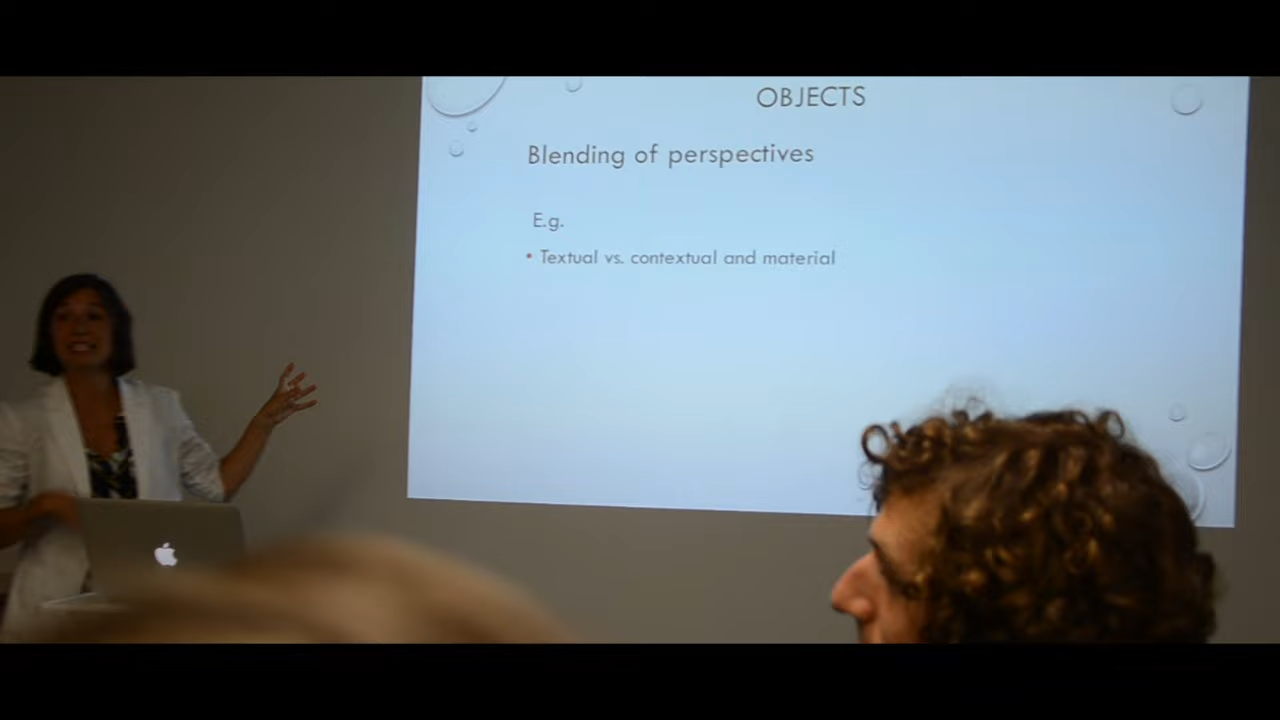 OBJECTS
Blending of perspectives
E.g.
• Textual vs. contextual and material